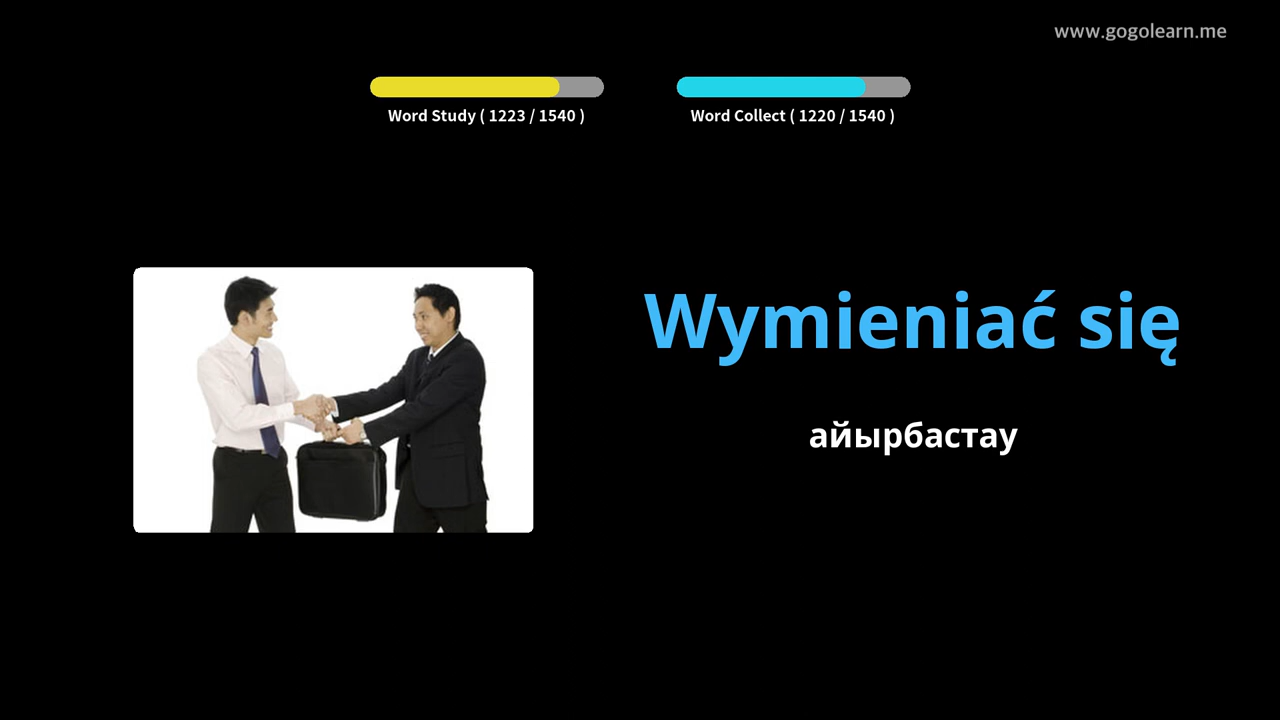 www.gogolearn.me
Word Study ( 1223 / 1540 )
Word Collect ( 1220 / 1540 )
Wymieniać się
айырбастау